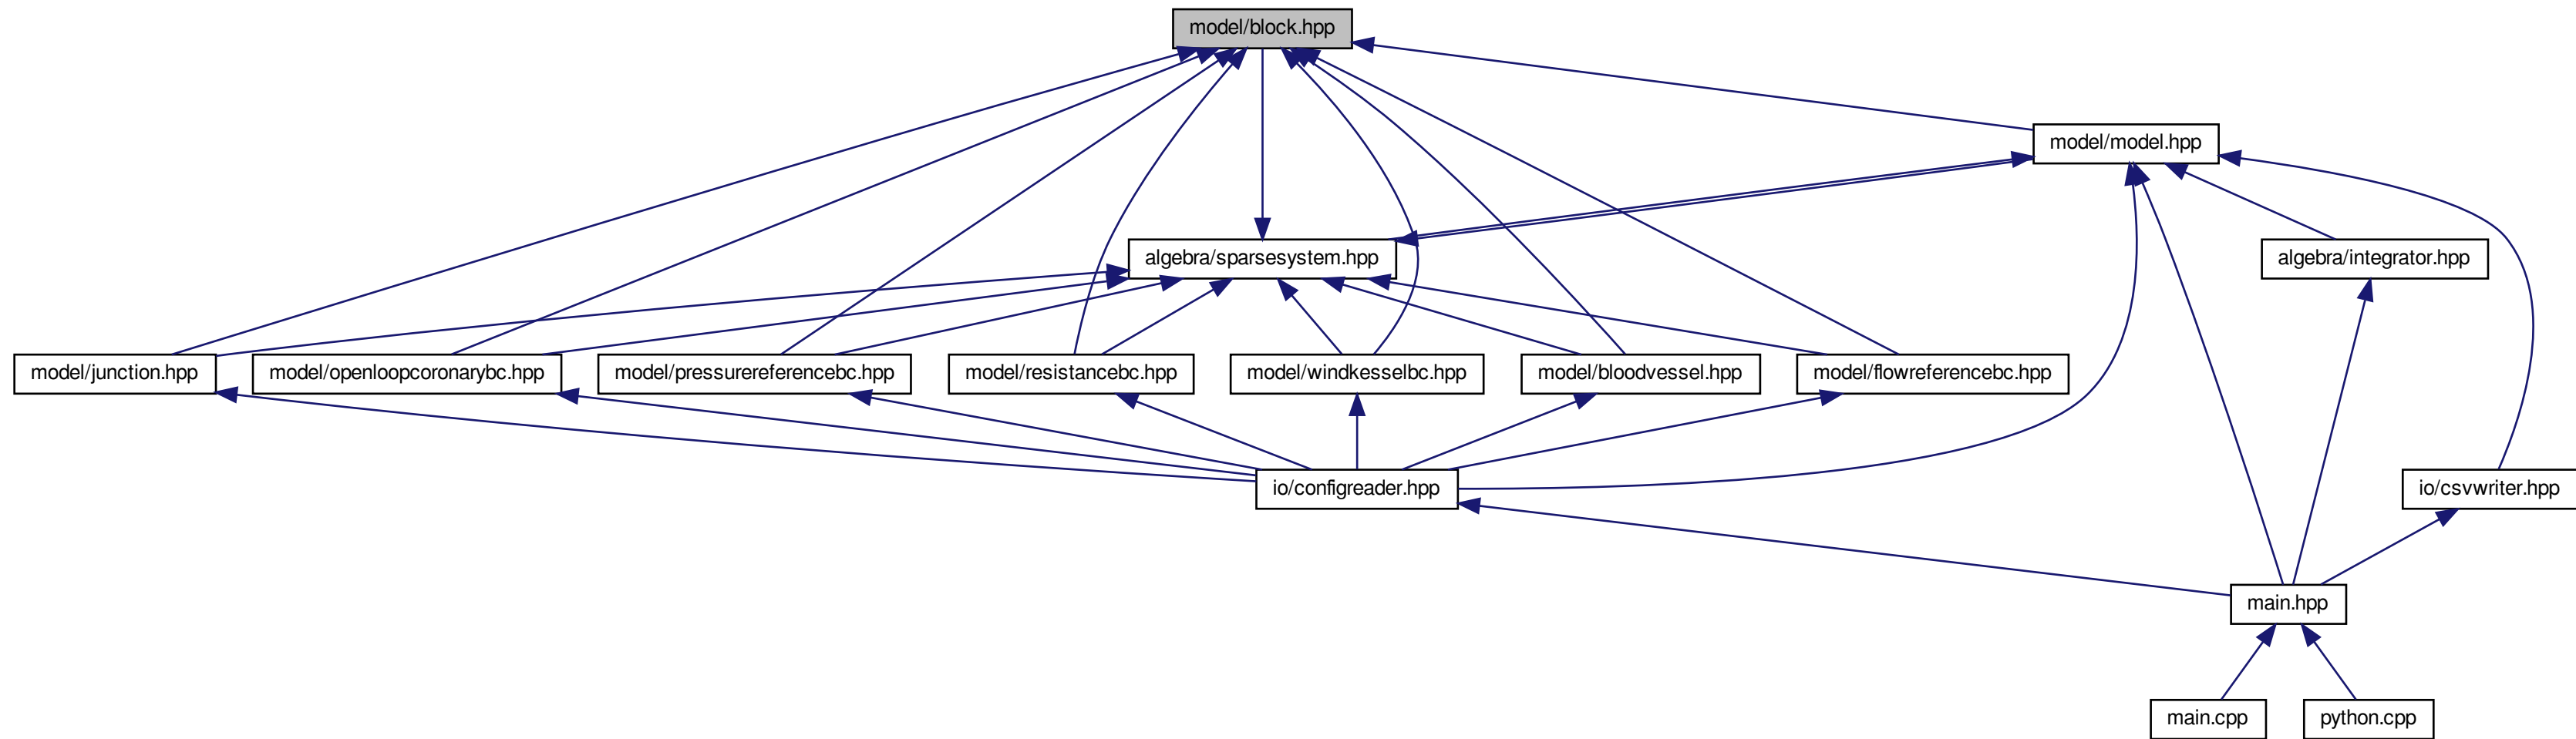 model/block.hpp
model/model.hpp
algebra/sparsesystem.hpp
algebra/integrator.hpp
model/junction.hpp
model/openloopcoronarybc.hpp
model/pressurereferencebc.hpp
model/resistancebc.hpp
model/windkesselbc.hpp
model/bloodvessel.hpp
model/flowreferencebc.hpp
io/configreader.hpp
io/csvwriter.hpp
main.hpp
main.cpp
python.cpp